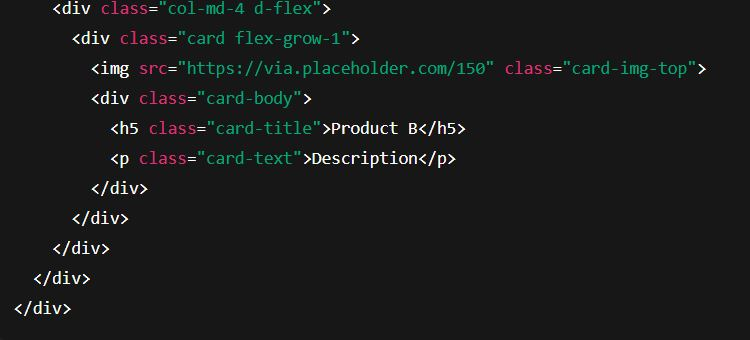 <div class="col-md-4 d-flex">
<div class="card flex-grow-1">
<img src="https://via.placeholder.com/150" class="card-img-top">
<div class="card-body">
<h5 class="card-title">Product B</h5>
<p class="card-text">Description</p>
</div>
</div>
</div>
</div>
</div>